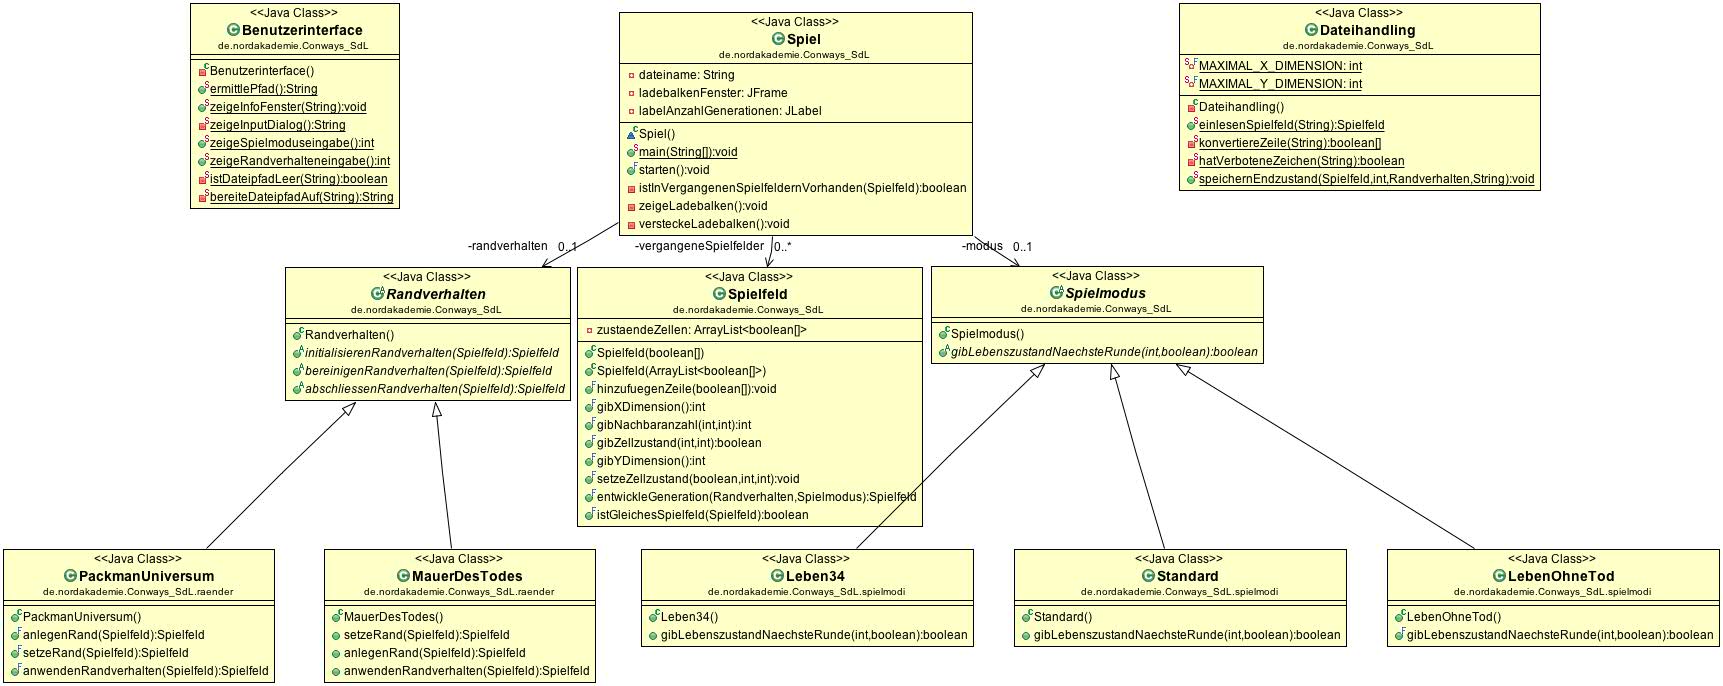 <<Java Class>>
Benutzerinterface
de.nordakademie.Conways_SdL
Benutzerinterface()
ermittlePfad():String
zeigeInfoFenster(String):void
zeigeInputDialog():String
zeigeSpielmoduseingabe():int
zeigeRandverhalteneingabe():int
istDateipfadLeer(String):boolean
bereiteDateipfadAuf(String):String
<<Java Class>>
Spiel
de.nordakademie.Conways_SdL
dateiname: String
ladebalkenFenster: JFrame
labelAnzahlGenerationen: JLabel
Spiel()
main(String[]):void
starten():void
istInVergangenenSpielfeldernVorhanden(Spielfeld):boolean
zeigeLadebalken():void
versteckeLadebalken():void
<<Java Class>>
Dateihandling
de.nordakademie.Conways_SdL
MAXIMAL_X_DIMENSION: int
MAXIMAL_Y_DIMENSION: int
Dateihandling()
einlesenSpielfeld(String):Spielfeld
konvertiereZeile(String):boolean[]
hatVerboteneZeichen(String):boolean
speichernEndzustand(Spielfeld,int,Randverhalten,String):void
-randverhalten 0..1
-vergangeneSpielfelder 0..*
-modus 0..1
<<Java Class>>
Randverhalten
de.nordakademie.Conways_SdL
Randverhalten()
initialisierenRandverhalten(Spielfeld):Spielfeld
bereinigenRandverhalten(Spielfeld):Spielfeld
abschliessenRandverhalten(Spielfeld):Spielfeld
<<Java Class>>
Spielfeld
de.nordakademie.Conways_SdL
zustaendeZellen: ArrayList<boolean[]>
Spielfeld(boolean[])
Spielfeld(ArrayList<boolean[]>)
hinzufuegenZeile(boolean[]):void
gibXDimension():int
gibNachbaranzahl(int,int):int
gibZellzustand(int,int):boolean
gibYDimension():int
setzeZellzustand(boolean,int,int):void
entwickleGeneration(Randverhalten,Spielmodus):Spielfeld
istGleichesSpielfeld(Spielfeld):boolean
<<Java Class>>
Spielmodus
de.nordakademie.Conways_SdL
Spielmodus()
gibLebenszustandNaechsteRunde(int,boolean):boolean
<<Java Class>>
PackmanUniversum
de.nordakademie.Conways_SdL.raender
PackmanUniversum()
anlegenRand(Spielfeld):Spielfeld
setzeRand(Spielfeld):Spielfeld
anwendenRandverhalten(Spielfeld):Spielfeld
<<Java Class>>
MauerDesTodes
de.nordakademie.Conways_SdL.raender
MauerDesTodes()
setzeRand(Spielfeld):Spielfeld
anlegenRand(Spielfeld):Spielfeld
anwendenRandverhalten(Spielfeld):Spielfeld
<<Java Class>>
Leben34
de.nordakademie.Conways_SdL.spielmodi
Leben34()
gibLebenszustandNaechsteRunde(int,boolean):boolean
<<Java Class>>
Standard
de.nordakademie.Conways_SdL.spielmodi
Standard()
gibLebenszustandNaechsteRunde(int,boolean):boolean
<<Java Class>>
LebenOhneTod
de.nordakademie.Conways_SdL.spielmodi
LebenOhneTod()
gibLebenszustandNaechsteRunde(int,boolean):boolean